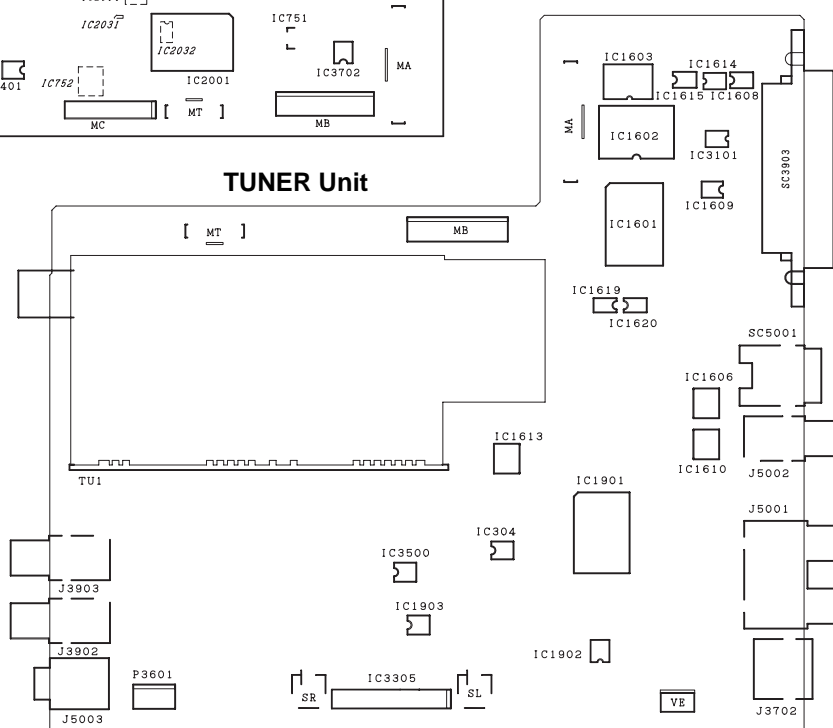 IC2031
IC2032
IC751
401
IC752
IC2001
IC3702
MA
MC
[ MT ]
MB
TUNER Unit
IC1603
IC1614
IC1615
IC1608
MA
IC1602
IC3101
SC3903
IC1609
IC1601
[ MT ]
MB
IC1619
IC1620
SC5001
IC1606
IC1613
IC1610
J5002
TU1
IC1901
J5001
IC304
IC3500
J3903
IC1903
J3902
IC1902
P3601
IC3305
SR
SL
VE
J5003
J3702